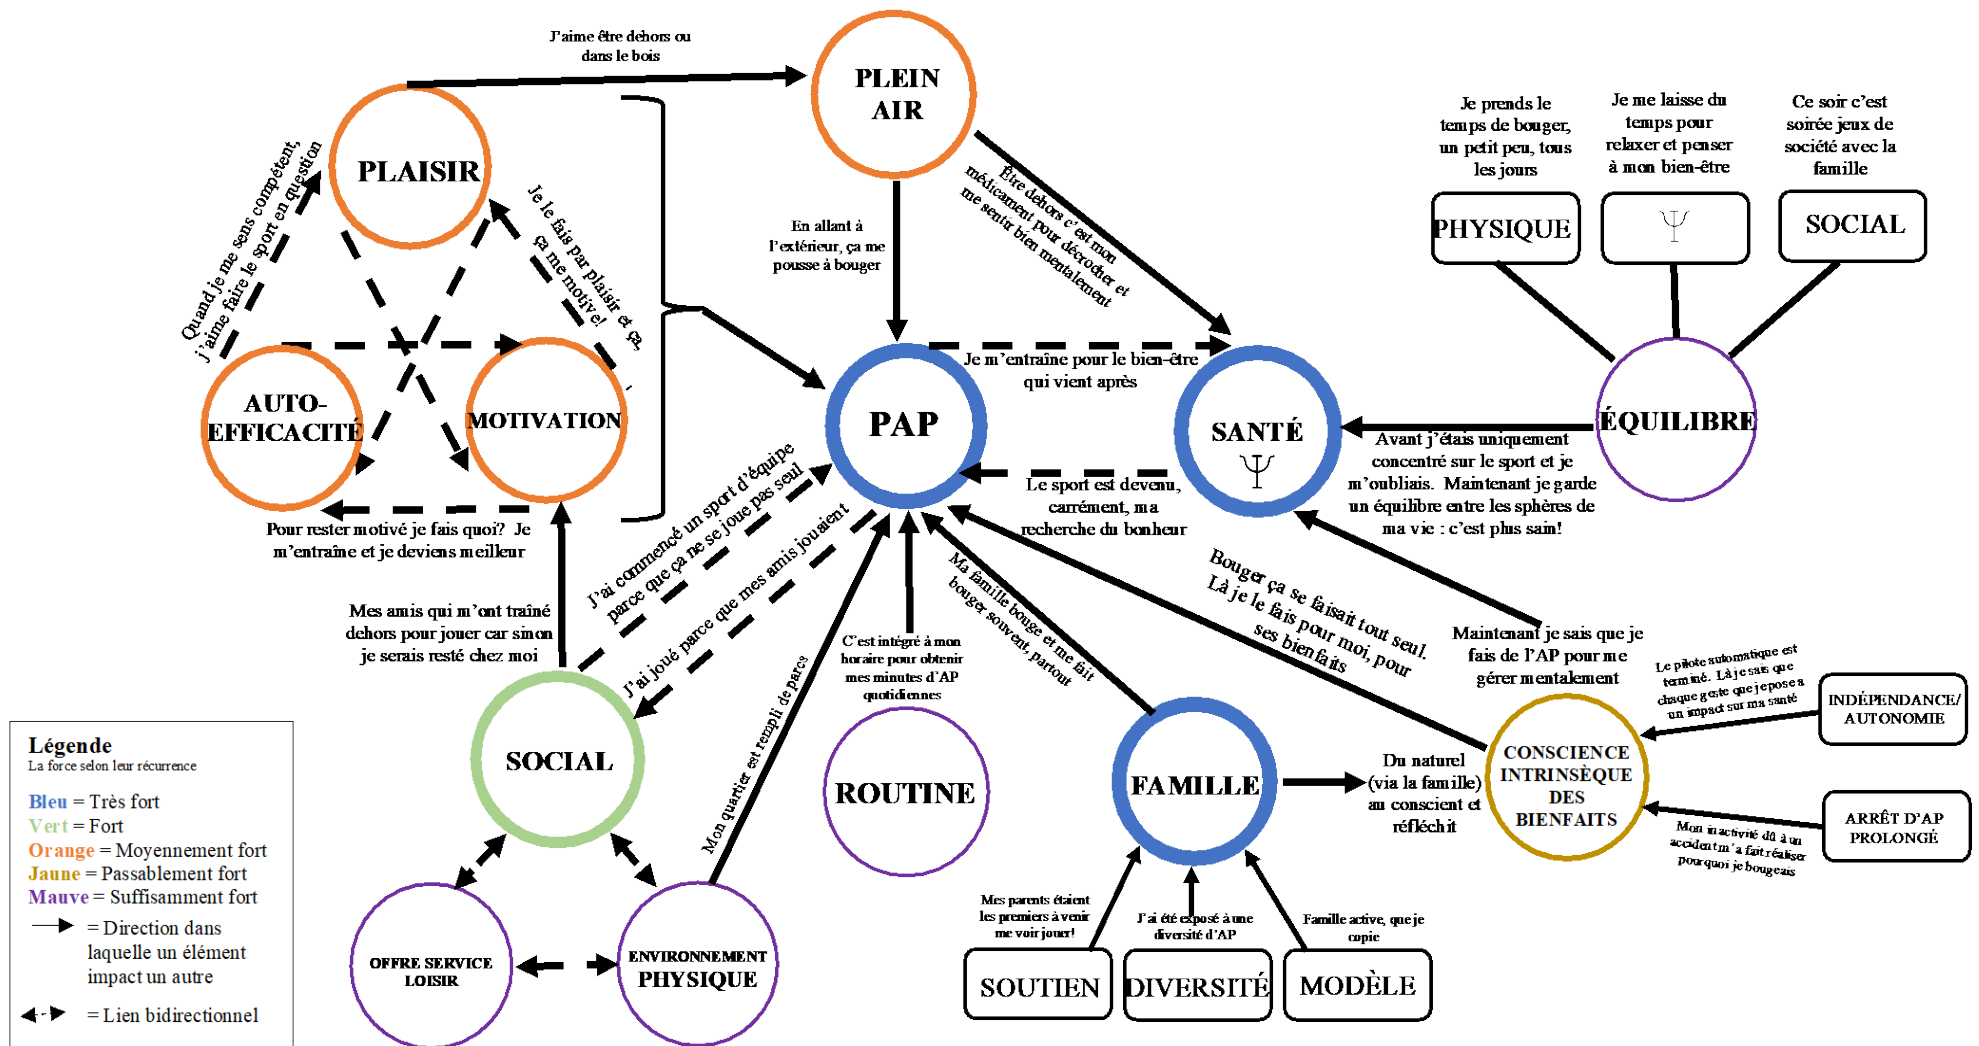 J'aime être dehors ou
dans le bois
PLEIN
AIR
PLAISIR
Quand je me sens compétent,
j'aime faire le sport en question
Je le fais par plaisir et ça,
ça me motive!
AUTO-
EFFICACITÉ
MOTIVATION
Pour rester motivé je fais quoi?  Je
m'entraîne et je deviens meilleur
En allant à
l'extérieur, ça me
pousse à bouger
Être dehors c'est mon
médicament pour décrocher et
me sentir bien mentalement
Je prends le
temps de bouger,
un petit peu, tous
les jours
Je me laisse du
temps pour
relaxer et penser
à mon bien-être
Ce soir c'est
soirée jeux de
société avec la
famille
PHYSIQUE
Ψ
SOCIAL
ÉQUILIBRE
PAP
Je m'entraîne pour le bien-être
qui vient après
SANTÉ
Ψ
Le sport est devenu,
carrément, ma
recherche du bonheur
Avant j'étais uniquement
concentré sur le sport et je
m'oubliais.  Maintenant je garde
un équilibre entre les sphères de
ma vie : c'est plus sain!
Mes amis qui m'ont traîné
dehors pour jouer car sinon
je serais resté chez moi
J'ai commencé un sport d'équipe
parce que ça ne se joue pas seul
J'ai joué parce que mes amis jouaient
Mon quartier est rempli de parcs
C'est intégré à mon
horaire pour obtenir
mes minutes d'AP
quotidiennes
Ma famille bouge et me fait
bouger souvent, partout
Bouger ça se faisait tout seul.
Là je le fais pour moi, pour
ses bienfaits
Maintenant je sais que je
fais de l'AP pour me
gérer mentalement
Le pilote automatique est
terminé.  Là je sais que
chaque geste que je pose a
un impact sur ma santé
INDÉPENDANCE/
AUTONOMIE
SOCIAL
ROUTINE
FAMILLE
Du naturel
(via la famille)
au conscient et
réfléchit
CONSCIENCE
INTRINSÈQUE
DES
BIENFAITS
ARRÊT D'AP
PROLONGÉ
Mon inactivité dû à un
accident m'a fait réaliser
pourquoi je bougeais
OFFRE SERVICE
LOISIR
ENVIRONNEMENT
PHYSIQUE
Mes parents étaient
les premiers à venir
me voir jouer!
J'ai été exposé à une
diversité d'AP
Famille active, que je
copie
SOUTIEN
DIVERSITÉ
MODÈLE
Légende
La force selon leur récurrence
Bleu = Très fort
Vert = Fort
Orange = Moyennement fort
Jaune = Passablement fort
Mauve = Suffisamment fort
= Direction dans
laquelle un élément
impact un autre
= Lien bidirectionnel